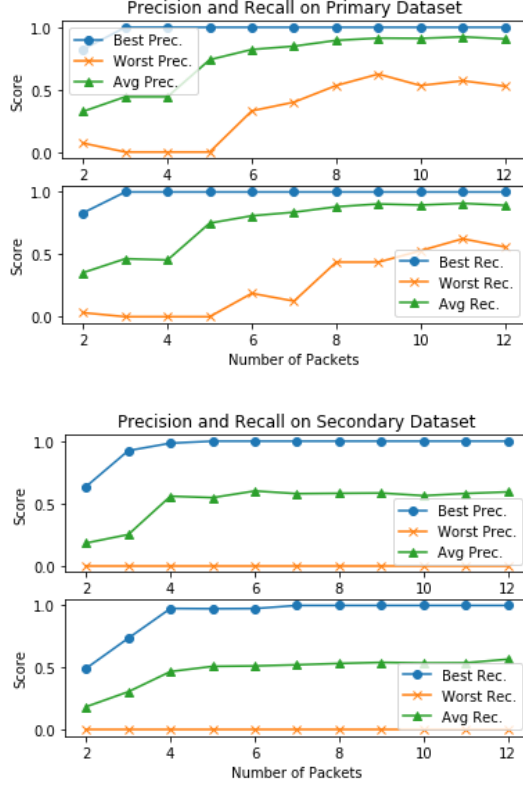 Precision and Recall on Primary Dataset
1.0
0.5
0.0
Score
Best Prec.
Worst Prec.
Avg Prec.
2 4 6 8 10 12
1.0
0.5
0.0
Score
Best Rec.
Worst Rec.
Avg Rec.
2 4 6 8 10 12
Number of Packets
Precision and Recall on Secondary Dataset
1.0
0.5
0.0
Score
Best Prec.
Worst Prec.
Avg Prec.
2 4 6 8 10 12
1.0
0.5
0.0
Score
Best Rec.
Worst Rec.
Avg Rec.
2 4 6 8 10 12
Number of Packets